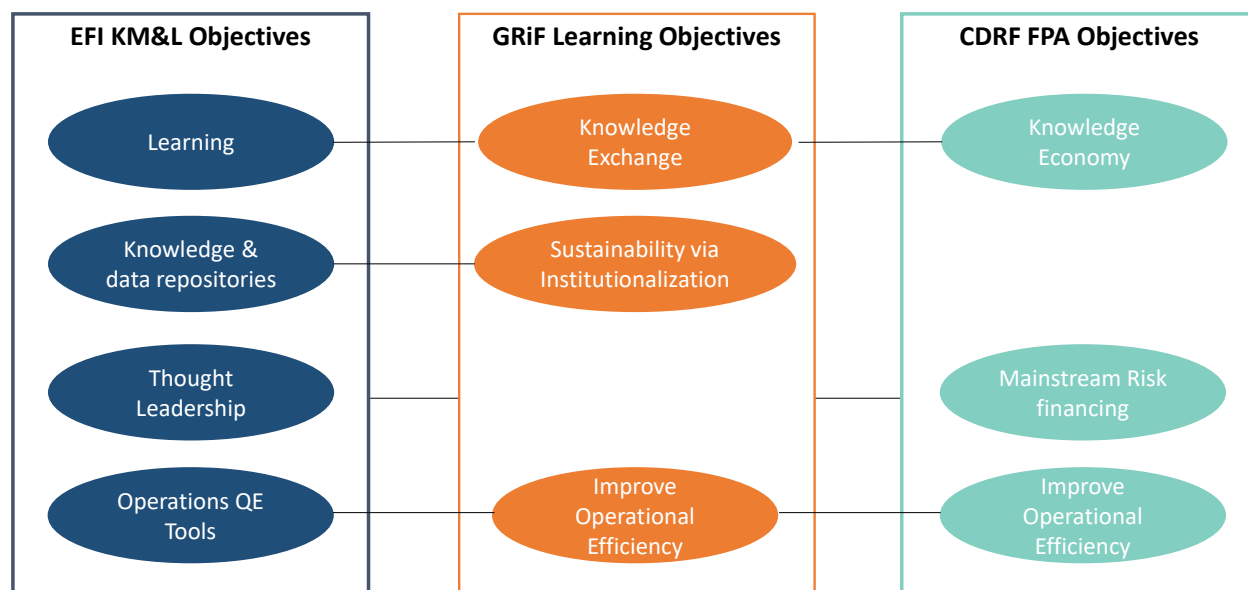 EFI KM&L Objectives
GRiF Learning Objectives
CDRF FPA Objectives
Learning
Knowledge
Exchange
Knowledge
Economy
Knowledge &
data repositories
Sustainability via
Institutionalization
Thought
Leadership
Mainstream Risk
financing
Operations QE
Tools
Improve
Operational
Efficiency
Improve
Operational
Efficiency